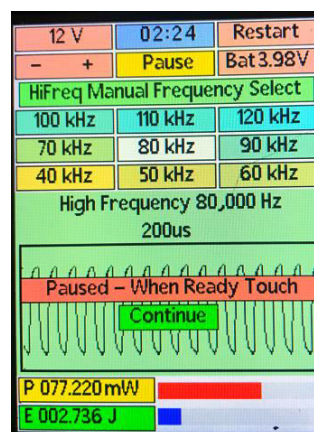 12 V 02:24 Restart
- + Pause Bat 3.98V
HiFreq Manual Frequency Select
100 kHz 110 kHz 120 kHz
70 kHz 80 kHz 90 kHz
40 kHz 50 kHz 60 kHz
High Frequency 80,000 Hz
200us
Paused - When Ready Touch
Continue
P 077.220 mW
E 002.736 J